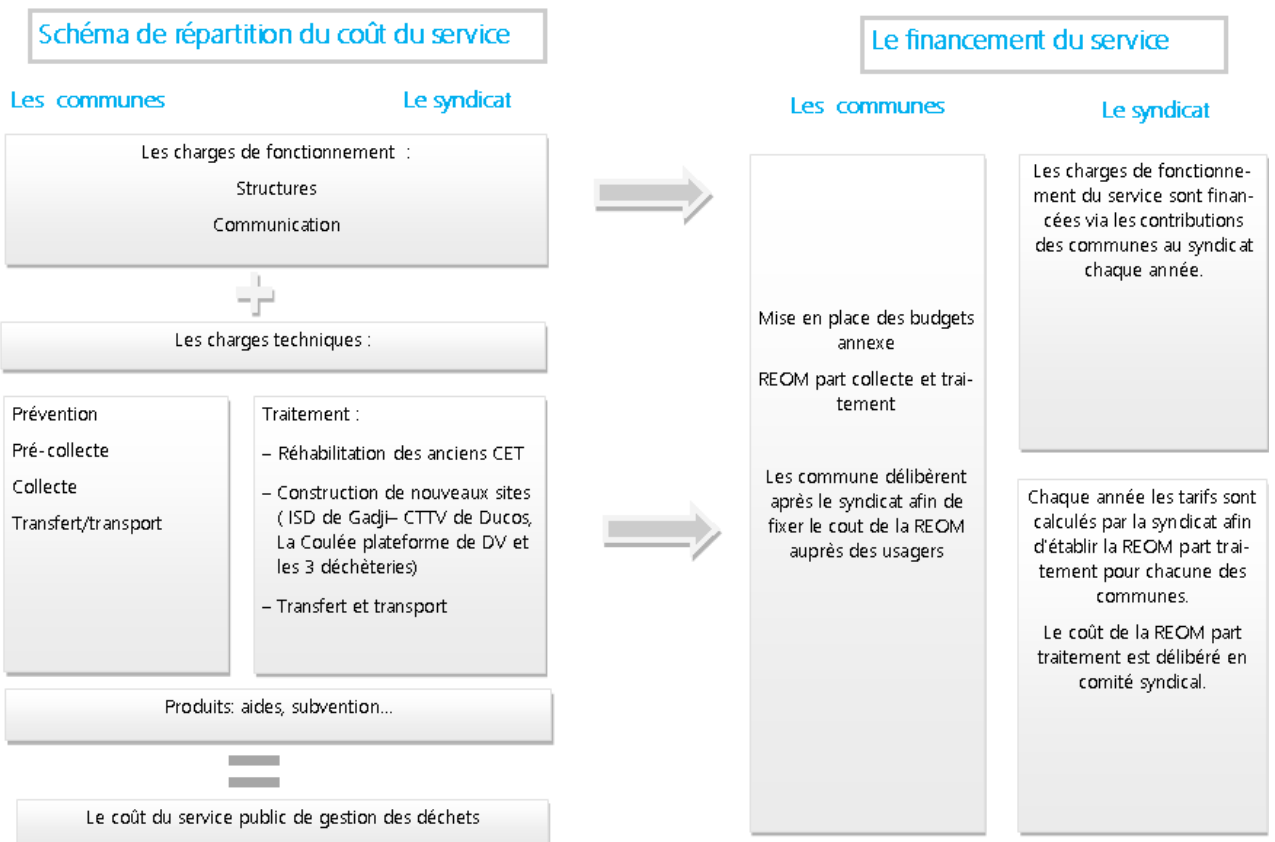 Schéma de répartition du coût du service
Les communes
Le syndicat
Les charges de fonctionnement :
Structures
Communication
Les charges techniques :
Prévention
Pré-collecte
Collecte
Transfert/transport
Traitement :
– Réhabilitation des anciens CET
– Construction de nouveaux sites
( ISD de Gadji– CTTV de Ducos,
La Coulée plateforme de DV et
les 3 déchèteries)
– Transfert et transport
Produits: aides, subvention...
Le coût du service public de gestion des déchets
Le financement du service
Les communes
Le syndicat
Mise en place des budgets
annexe
REOM part collecte et trai-
tement
Les commune délibèrent
après le syndicat afin de
fixer le cout de la REOM
auprès des usagers
Les charges de fonctionne-
ment du service sont finan-
cées via les contributions
des communes au syndicat
chaque année.
Chaque année les tarifs sont
calculés par la syndicat afin
d'établir la REOM part trai-
tement pour chacune des
communes.
Le coût de la REOM part
traitement est délibéré en
comité syndical.